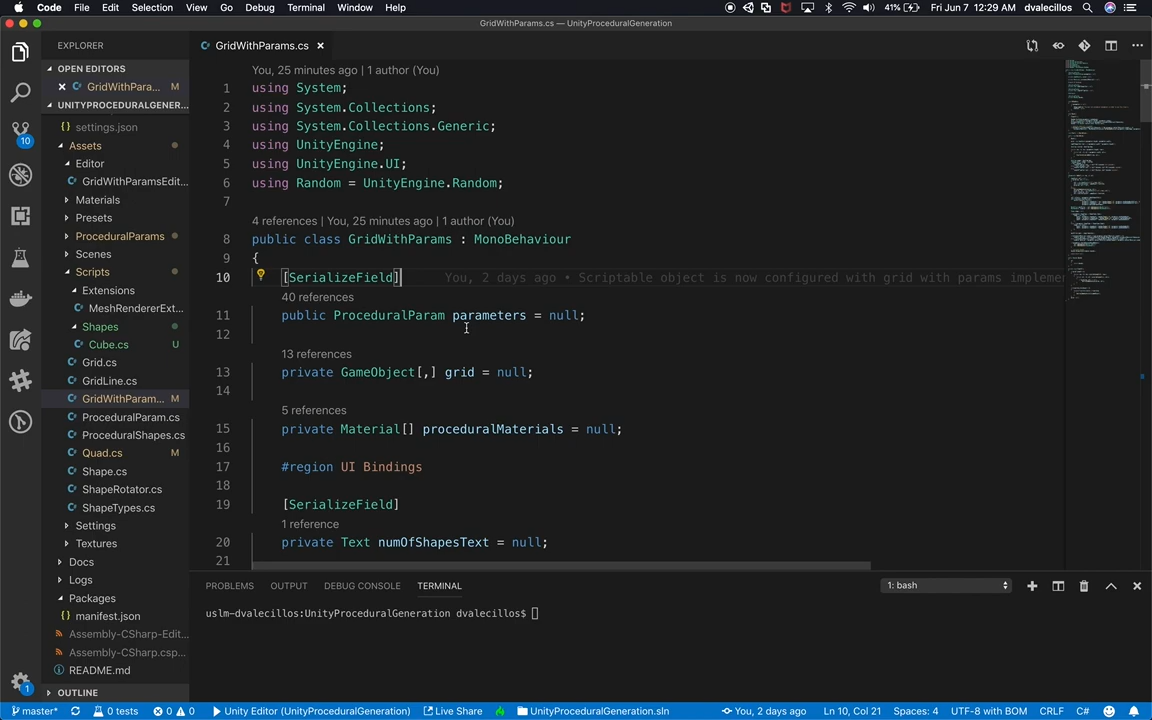 Code File Edit Selection View Go Debug Terminal Window Help
41% Fri Jun 7 12:29 AM dvalecillos
GridWithParams.cs — UnityProceduralGeneration
EXPLORER
OPEN EDITORS
GridWithPara... M
UNITYPROCEDURALGENER...
settings.json
Assets
Editor
GridWithParamsEdit...
Materials
Presets
ProceduralParams
Scenes
Scripts
Extensions
MeshRendererExt...
Shapes
Cube.cs U
Grid.cs
GridLine.cs
GridWithParam... M
ProceduralParam.cs
ProceduralShapes.cs
Quad.cs M
Shape.cs
ShapeRotator.cs
ShapeTypes.cs
Settings
Textures
Docs
Logs
Packages
manifest.json
Assembly-CSharp-Edit...
Assembly-CSharp.csp...
README.md
OUTLINE
10
1
GridWithParams.cs
You, 25 minutes ago | 1 author (You)
1 using System;
2 using System.Collections;
3 using System.Collections.Generic;
4 using UnityEngine;
5 using UnityEngine.UI;
6 using Random = UnityEngine.Random;
7
4 references | You, 25 minutes ago | 1 author (You)
8 public class GridWithParams : MonoBehaviour
9 {
10 [SerializeField] You, 2 days ago • Scriptable object is now configured with grid with params implemen
40 references
11 public ProceduralParam parameters = null;
12
13 references
13 private GameObject[,] grid = null;
14
5 references
15 private Material[] proceduralMaterials = null;
16
17 #region UI Bindings
18
19 [SerializeField]
1 reference
20 private Text numOfShapesText = null;
21
PROBLEMS OUTPUT DEBUG CONSOLE TERMINAL 1: bash
uslm-dvalecillos:UnityProceduralGeneration dvalecillos$
master* 0 tests 0 0 Unity Editor (UnityProceduralGeneration) Live Share UnityProceduralGeneration.sln You, 2 days ago Ln 10, Col 21 Spaces: 4 UTF-8 with BOM CRLF C#